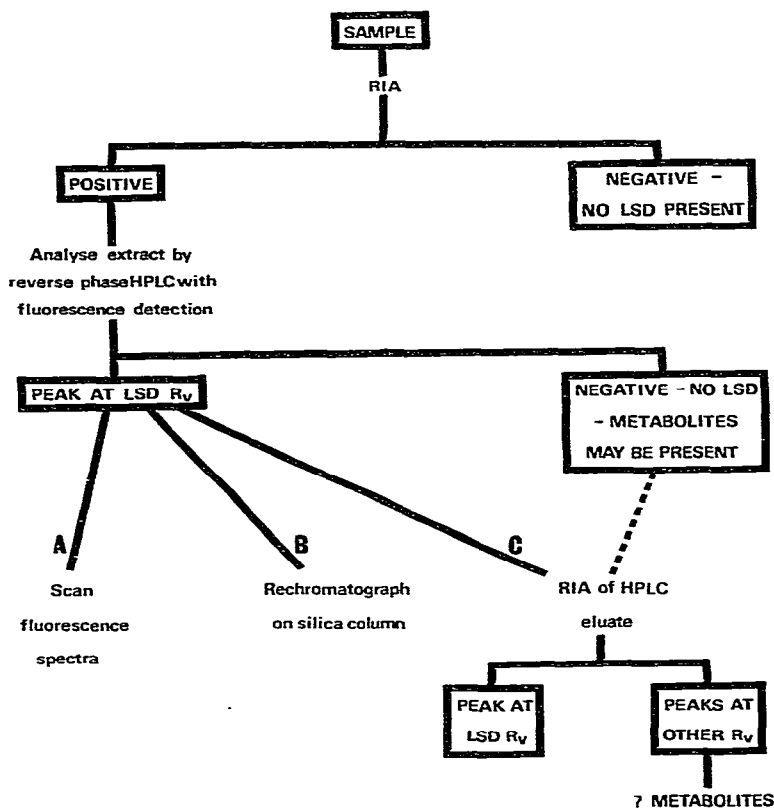 SAMPLE
RIA
POSITIVE
NEGATIVE –
NO LSD PRESENT
Analyse extract by
reverse phaseHPLCwith
fluorescence detection
PEAK AT LSD Rv
NEGATIVE – NO LSD
– METABOLITES
MAY BE PRESENT
A
B
C
Scan
fluorescence
spectra
Rechromatograph
on silica column
RIA of HPLC
eluate
PEAK AT
LSD Rv
PEAKS AT
OTHER Rv
? METABOLITES